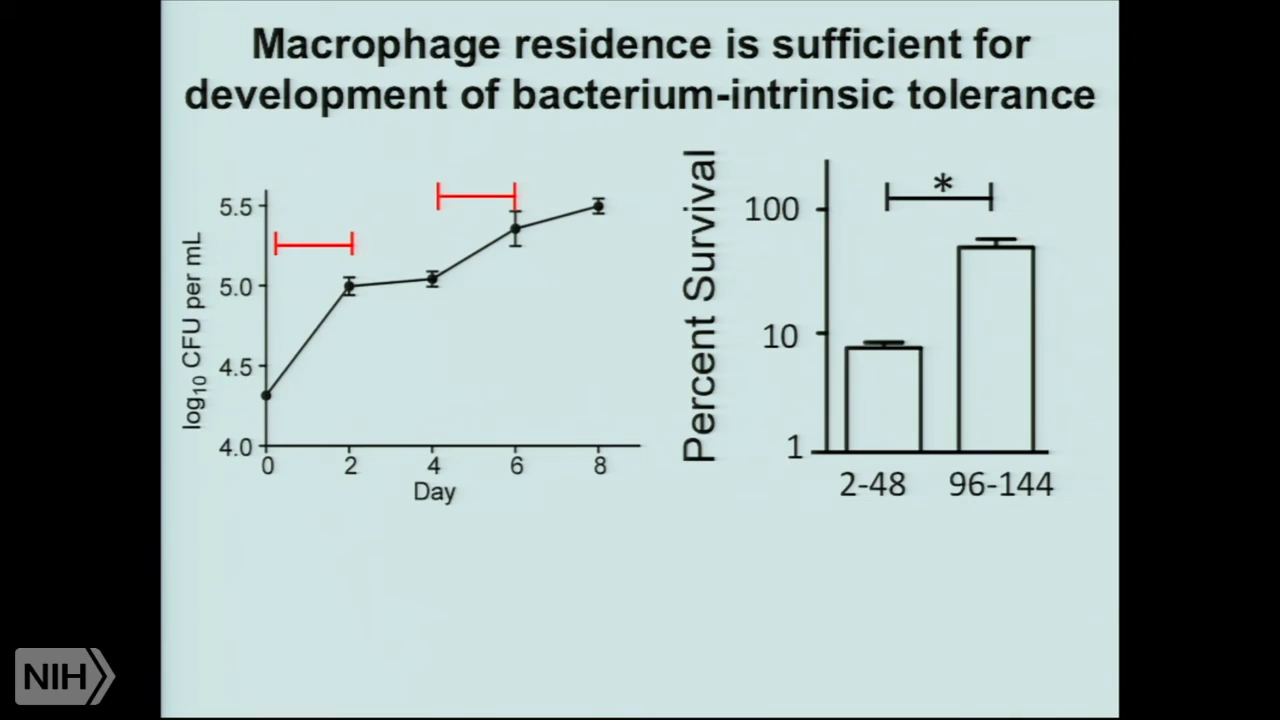 Macrophage residence is sufficient for
development of bacterium-intrinsic tolerance
log10 CFU per mL
5.5
5.0
4.5
4.0
0 2 4 6 8
Day
Percent Survival
*
100
10
1
2-48 96-144
NIH